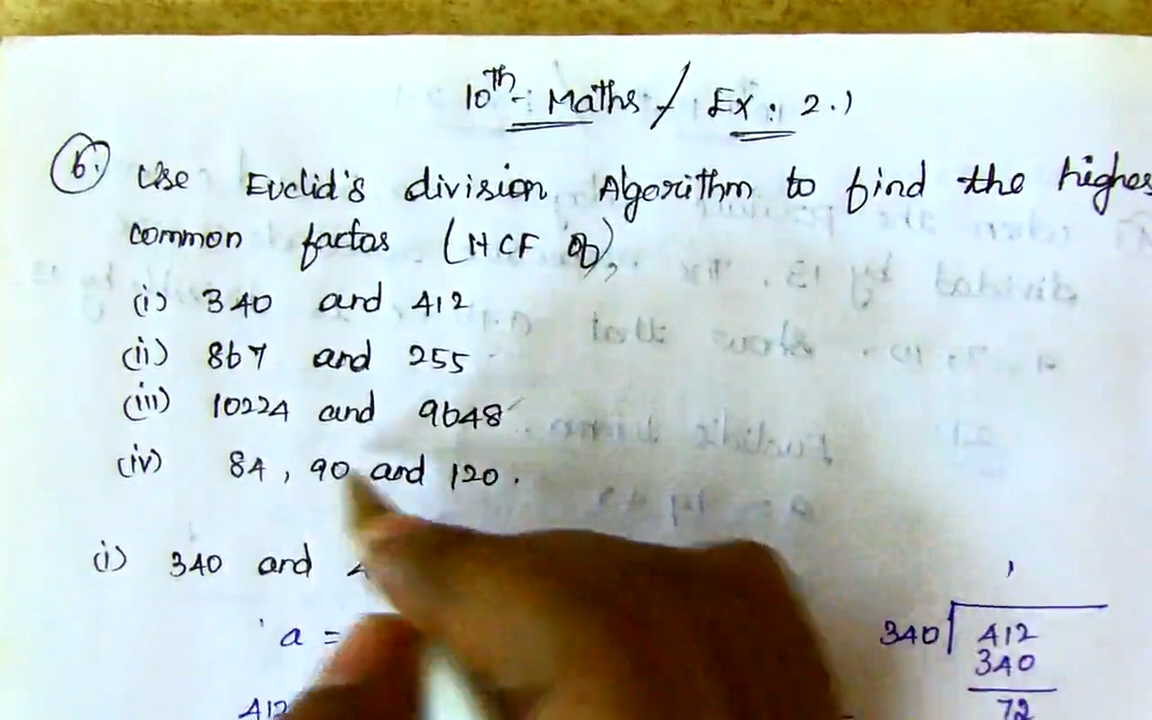 10th - Maths / Ex: 2.1
6. Use Euclid's division Algorithm to find the highes
common factor (HCF of),
(i) 340 and 412
(ii) 867 and 255
(iii) 10224 and 9648
(iv) 84, 90 and 120.
(i) 340 and
a =
412
1
340 412
340
72